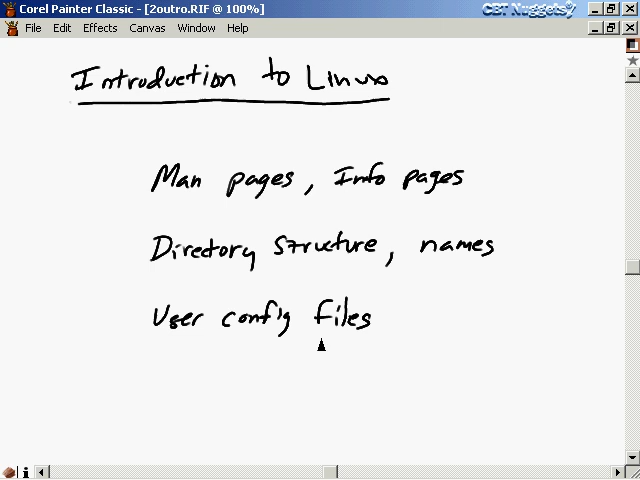 Corel Painter Classic - [2outro.RIF @ 100%]
CBT Nuggets
File Edit Effects Canvas Window Help
Introduction to Linux
Man pages, Info pages
Directory Structure, names
User config files